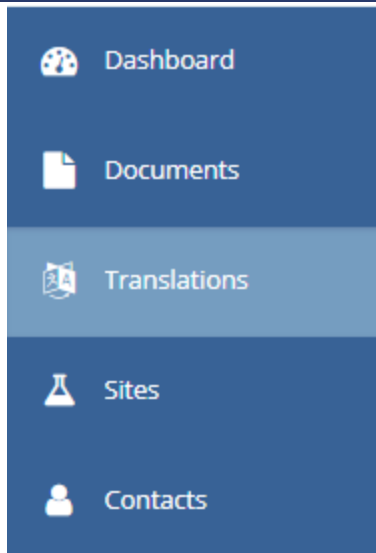 Dashboard
Documents
Translations
Sites
Contacts